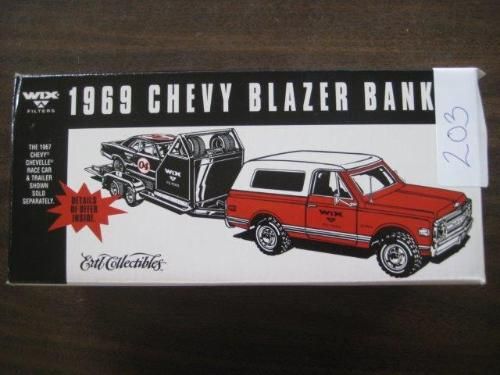 WIX
FILTERS
1969 CHEVY BLAZER BANK
203
THE 1967
CHEVY®
CHEVELLE®
RACE CAR
& TRAILER
SHOWN
SOLD
SEPARATELY.
DETAILS
OF OFFER
INSIDE.
04
WIX
FILTERS
WIX
Ertl Collectibles